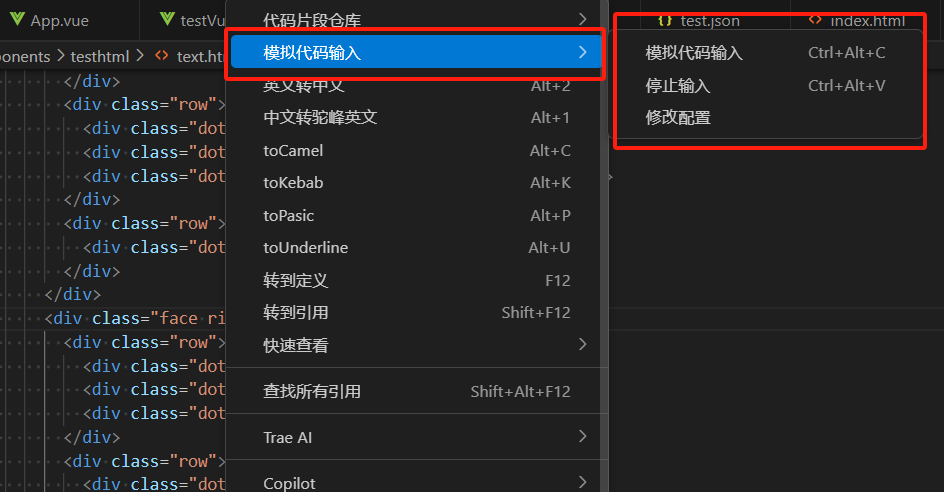 App.vue
testVu
代码片段仓库
test.json
index.html
ponents > testhtml > <> text.ht
模拟代码输入
模拟代码输入 Ctrl+Alt+C
停止输入 Ctrl+Alt+V
修改配置
英文转中文 Alt+2
中文转驼峰英文 Alt+1
toCamel Alt+C
toKebab Alt+K
toPasic Alt+P
toUnderline Alt+U
转到定义 F12
转到引用 Shift+F12
快速查看
查找所有引用 Shift+Alt+F12
Trae AI
Copilot
</div>
<div class="row">
<div class="dot
<div class="dot
<div class="dot
</div>
<div class="row">
<div class="dot
</div>
</div>
<div class="face ri
<div class="row">
<div class="dot
<div class="dot
<div class="dot
</div>
<div class="row">
<div class="dot